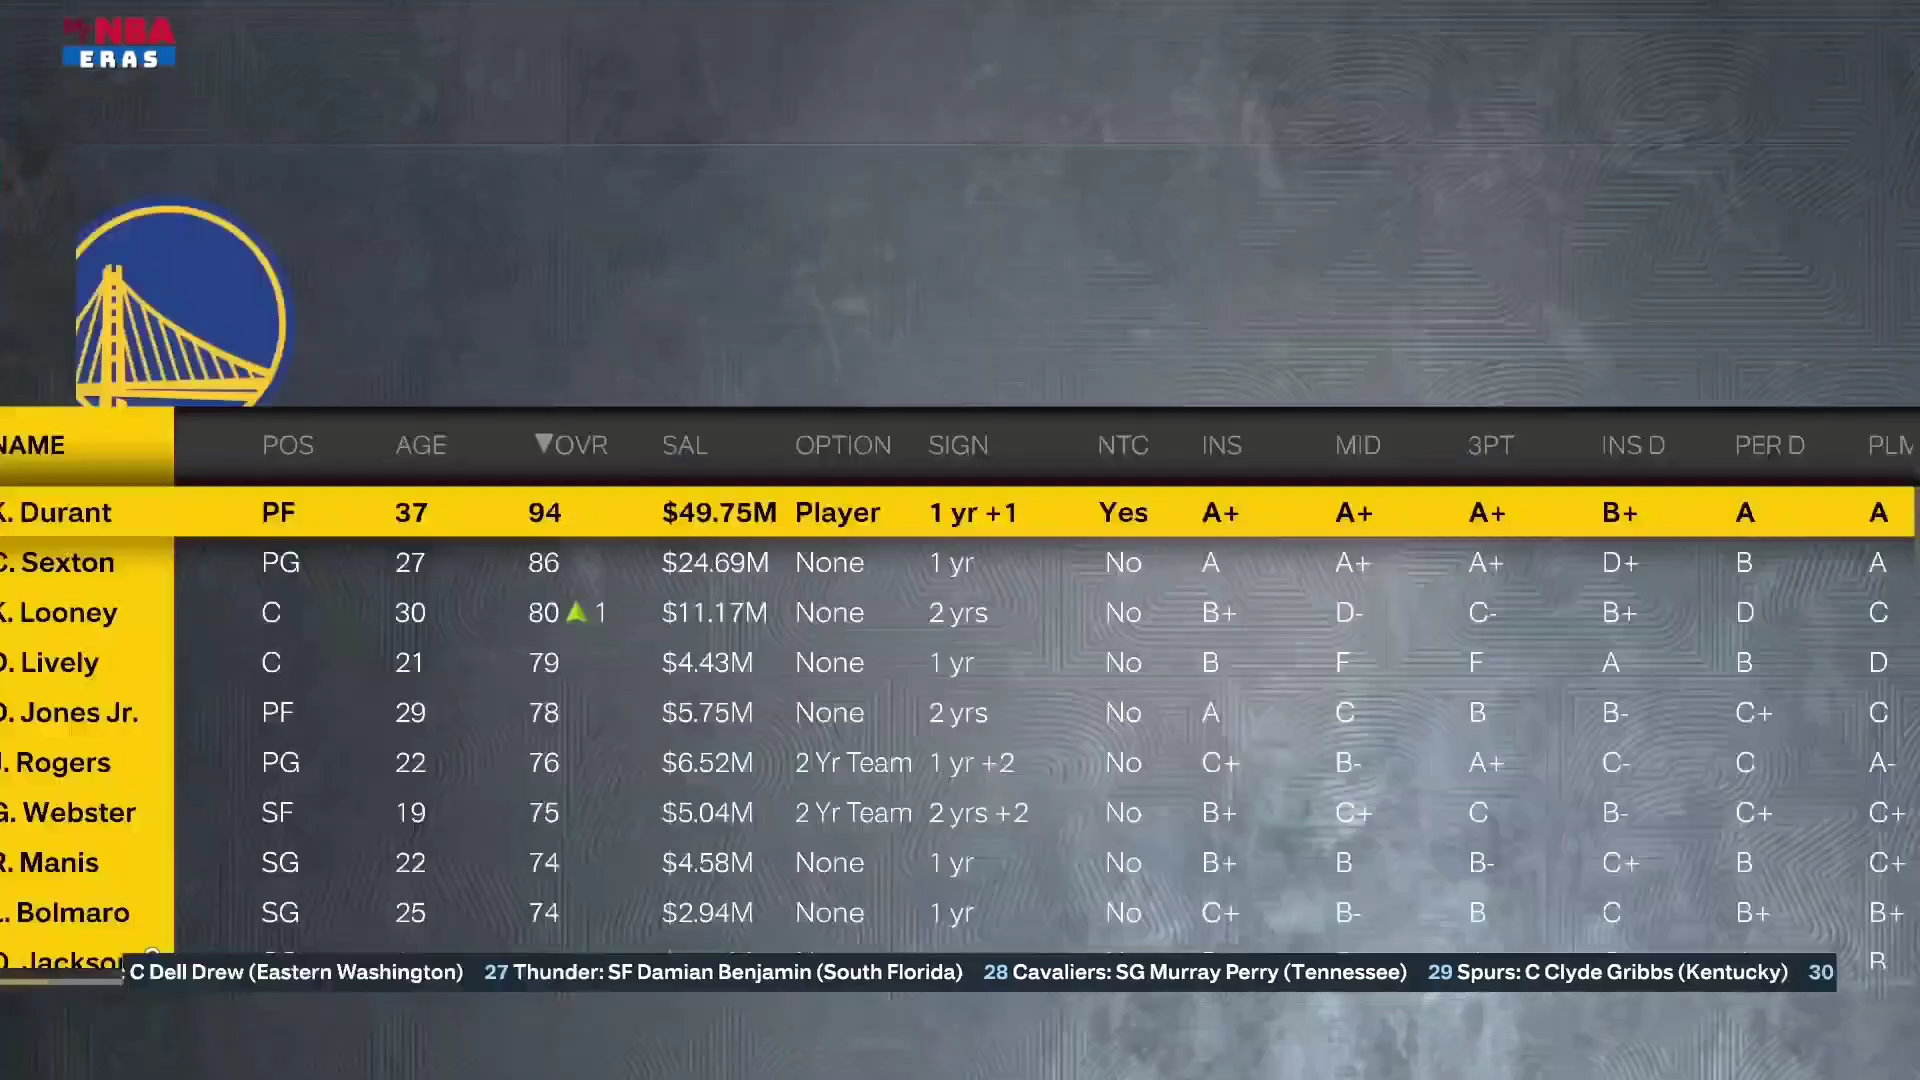 MyNBA
ERAS
NAME POS AGE ▼OVR SAL OPTION SIGN NTC INS MID 3PT INS D PER D PLM
K. Durant PF 37 94 $49.75M Player 1 yr +1 Yes A+ A+ A+ B+ A A
C. Sexton PG 27 86 $24.69M None 1 yr No A A+ A+ D+ B A
K. Looney C 30 80 ▲ 1 $11.17M None 2 yrs No B+ D- C- B+ D C
D. Lively C 21 79 $4.43M None 1 yr No B F F A B D
D. Jones Jr. PF 29 78 $5.75M None 2 yrs No A C B B- C+ C
J. Rogers PG 22 76 $6.52M 2 Yr Team 1 yr +2 No C+ B- A+ C- C A-
G. Webster SF 19 75 $5.04M 2 Yr Team 2 yrs +2 No B+ C+ C B- C+ C+
R. Manis SG 22 74 $4.58M None 1 yr No B+ B B- C+ B C+
L. Bolmaro SG 25 74 $2.94M None 1 yr No C+ B- B C B+ B+
D. Jackson
: C Dell Drew (Eastern Washington) 27 Thunder: SF Damian Benjamin (South Florida) 28 Cavaliers: SG Murray Perry (Tennessee) 29 Spurs: C Clyde Gribbs (Kentucky) 30